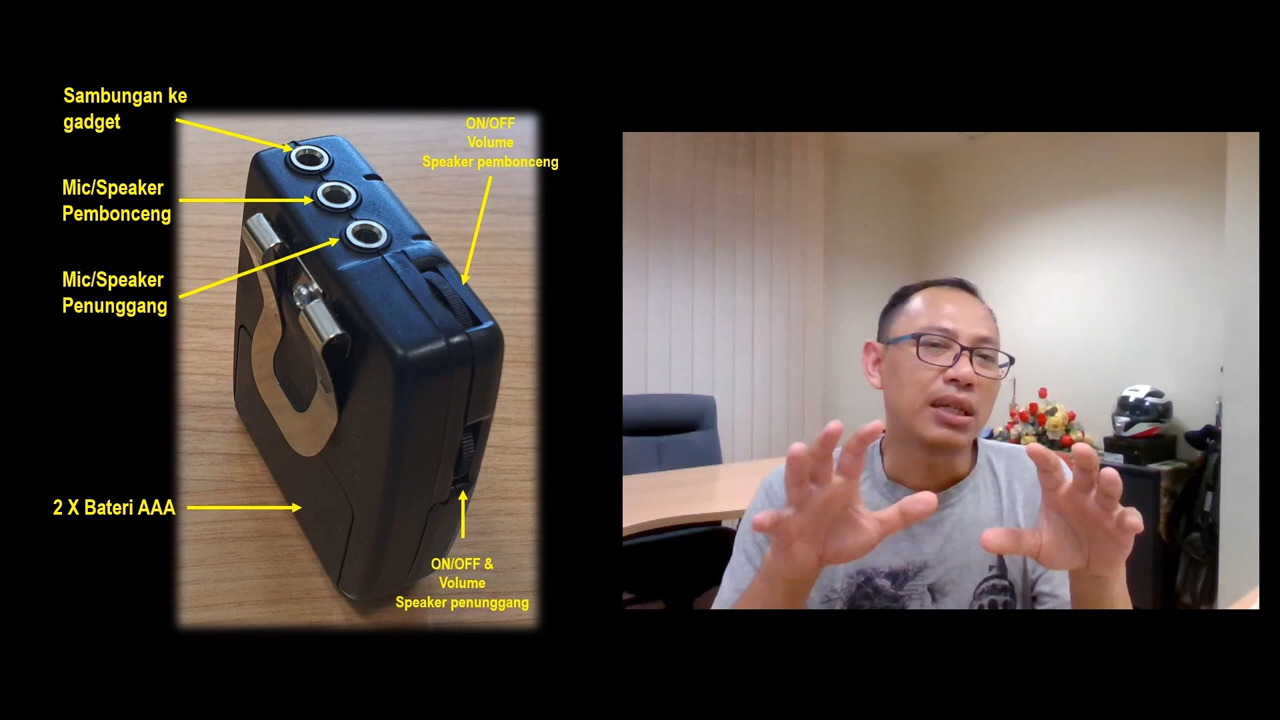 Sambungan ke
gadget
Mic/Speaker
Pembonceng
Mic/Speaker
Penunggang
2 X Bateri AAA
ON/OFF
Volume
Speaker pembonceng
ON/OFF &
Volume
Speaker penunggang